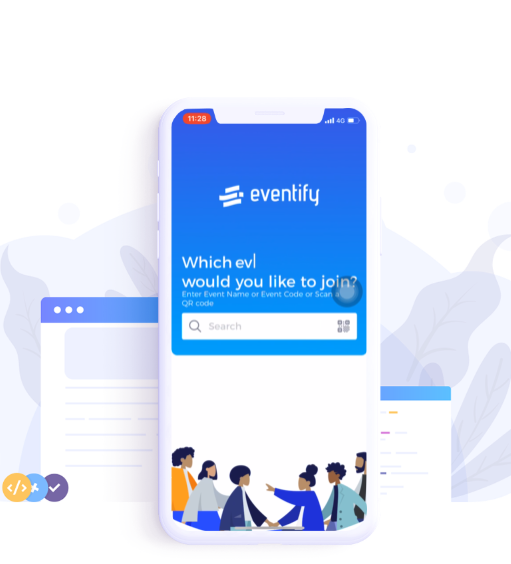 11:28
4G
eventify
Which ev
would you like to join?
Enter Event Name or Event Code or Scan a
QR code
Search